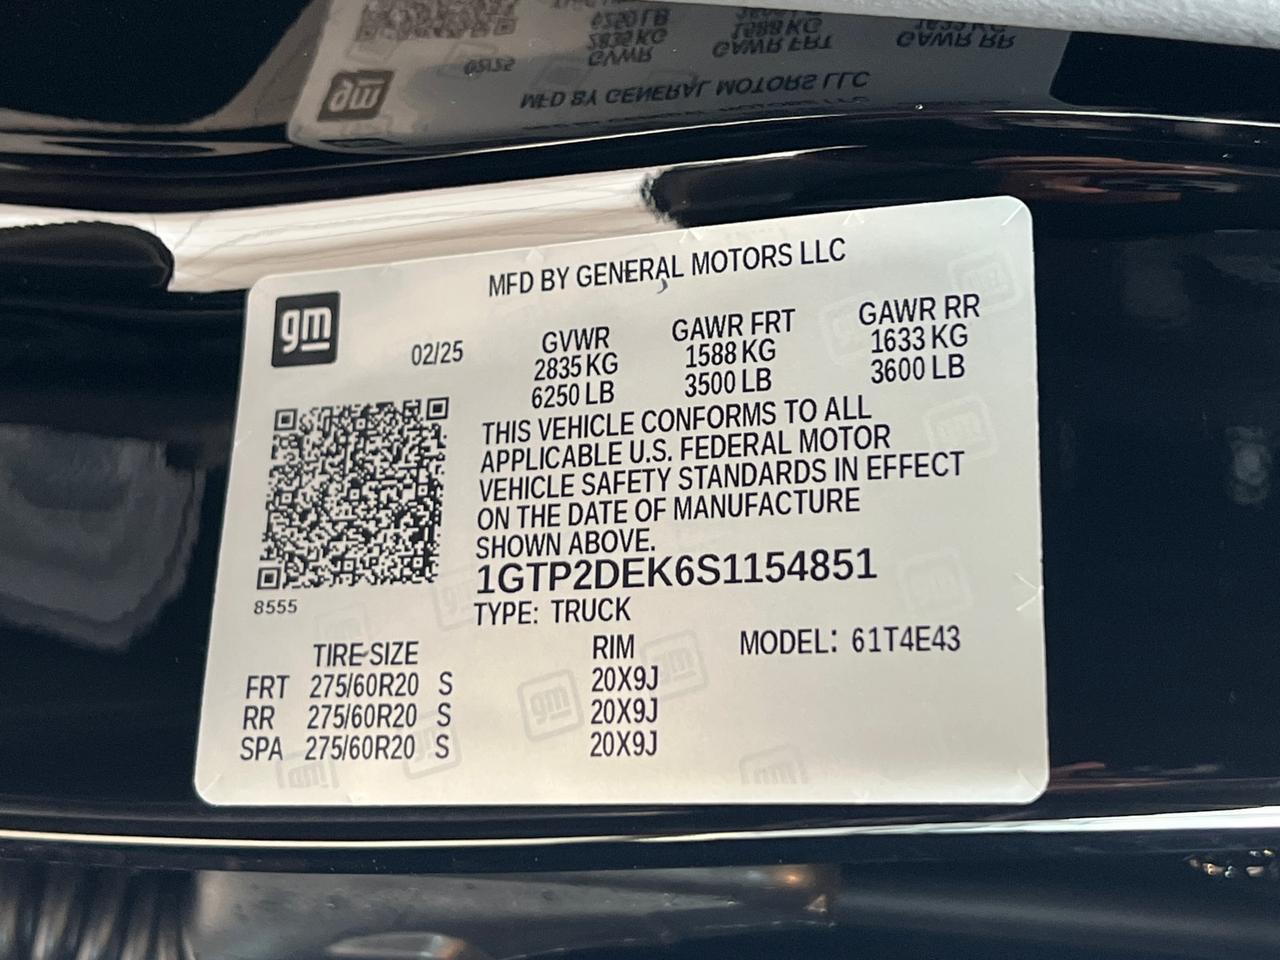 MFD BY GENERAL MOTORS LLC
gm
02/25
GVWR GAWR FRT GAWR RR
2835 KG 1588 KG 1633 KG
6250 LB 3500 LB 3600 LB
THIS VEHICLE CONFORMS TO ALL
APPLICABLE U.S. FEDERAL MOTOR
VEHICLE SAFETY STANDARDS IN EFFECT
ON THE DATE OF MANUFACTURE
SHOWN ABOVE.
1GTP2DEK6S1154851
8555
TYPE: TRUCK
MODEL: 61T4E43
TIRE SIZE RIM
FRT 275/60R20 S 20X9J
RR 275/60R20 S 20X9J
SPA 275/60R20 S 20X9J